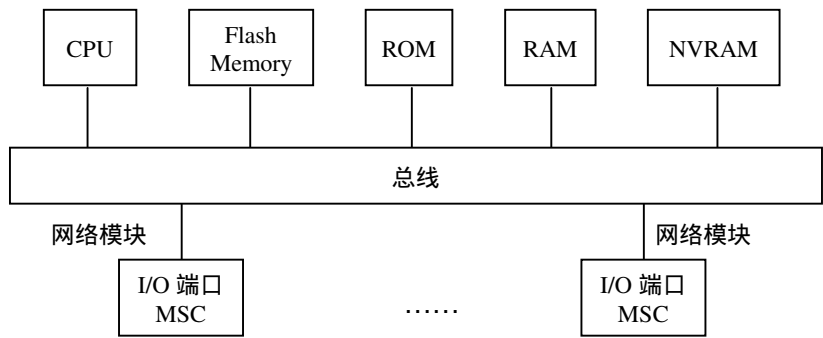 CPU
Flash
Memory
ROM
RAM
NVRAM
总线
网络模块
网络模块
I/O 端口
MSC
……
I/O 端口
MSC